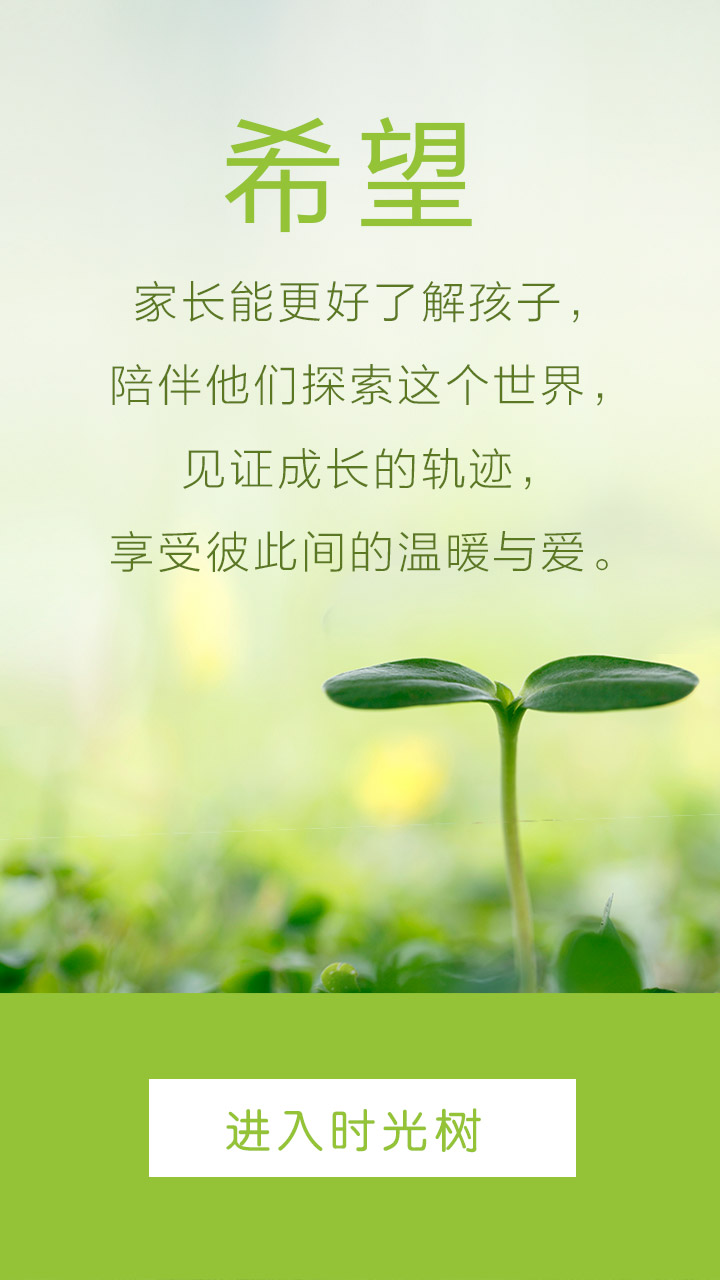 希望
家长能更好了解孩子，
陪伴他们探索这个世界，
见证成长的轨迹，
享受彼此间的温暖与爱。
进入时光树